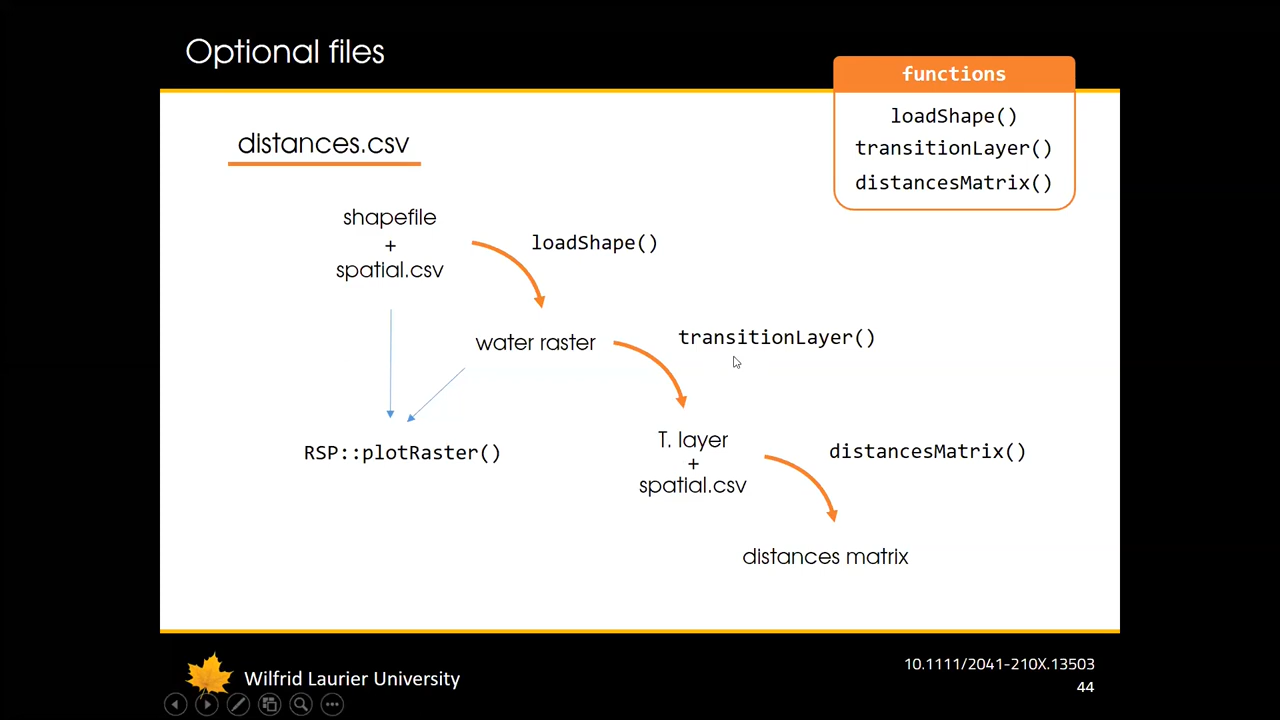 Optional files
functions
loadShape()
transitionLayer()
distancesMatrix()
distances.csv
shapefile
+
spatial.csv
loadShape()
water raster
transitionLayer()
RSP::plotRaster()
T. layer
+
spatial.csv
distancesMatrix()
distances matrix
Wilfrid Laurier University
10.1111/2041-210X.13503
44